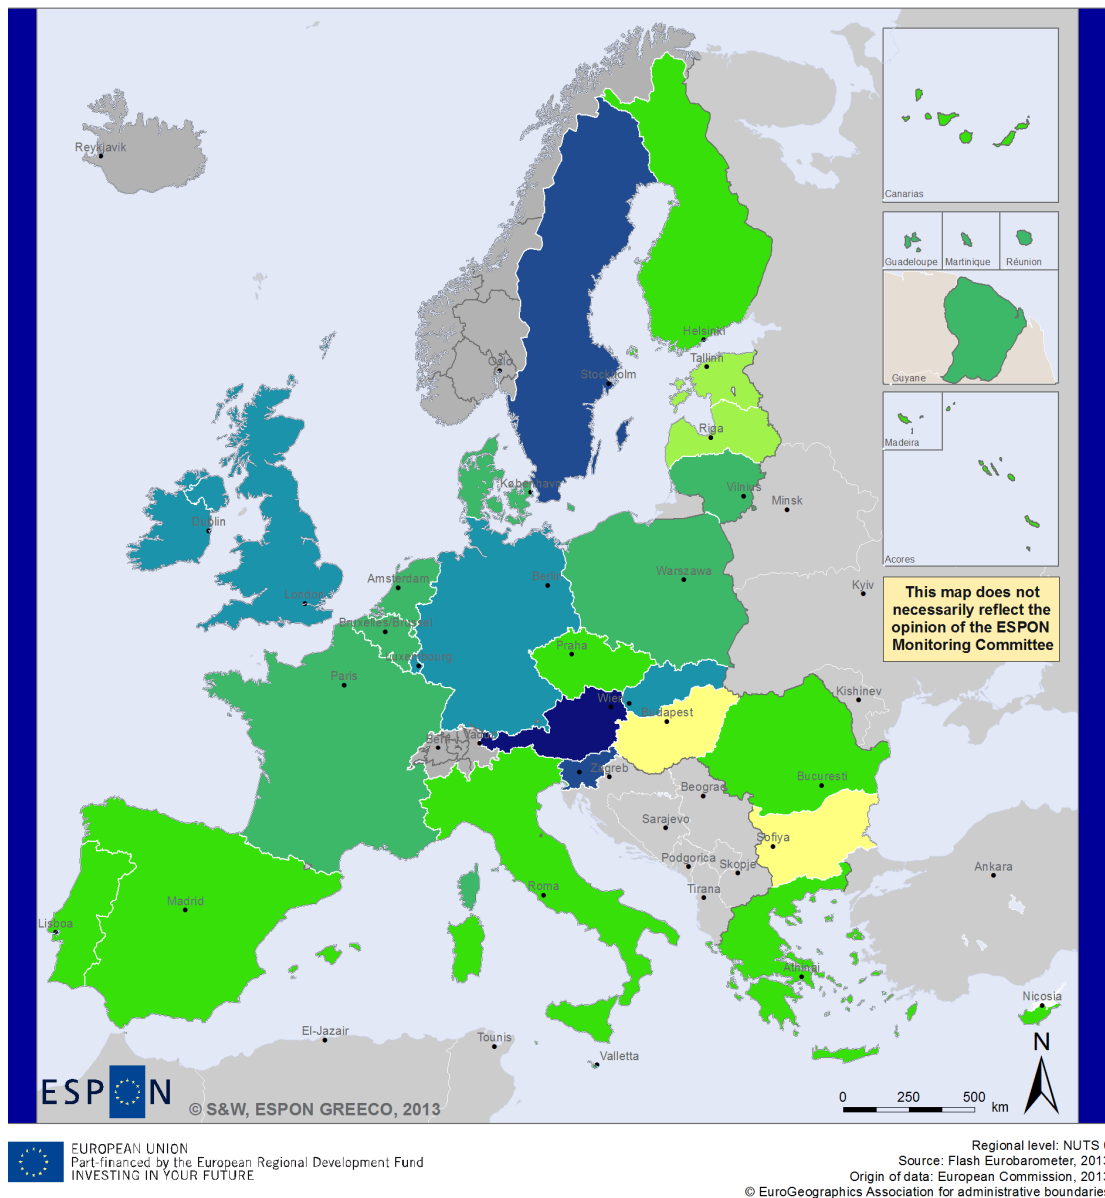 Reykjavik
Canarias
Guadeloupe
Martinique
Réunion
Oslo
Helsinki
Tallinn
Stockholm
Guyane
Riga
Madeira
København
Vilnius
Minsk
Dublin
Acores
Amsterdam
Berlin
Warszawa
Kyiv
London
This map does not
necessarily reflect the
opinion of the ESPON
Monitoring Committee
Bruxelles/Brussel
Praha
Luxembourg
Paris
Kishinev
Wien
Budapest
Bern
Zagreb
Bucuresti
Beograd
Sarajevo
Sofiya
Podgorica
Skopje
Ankara
Tirana
Roma
Madrid
Lisboa
Athinai
Nicosia
El-Jazair
Tounis
Valletta
N
ESPON
© S&W, ESPON GREECO, 2013
0 250 500
km
EUROPEAN UNION
Part-financed by the European Regional Development Fund
INVESTING IN YOUR FUTURE
Regional level: NUTS
Source: Flash Eurobarometer, 2013
Origin of data: European Commission, 2013
© EuroGeographics Association for administrative boundaries